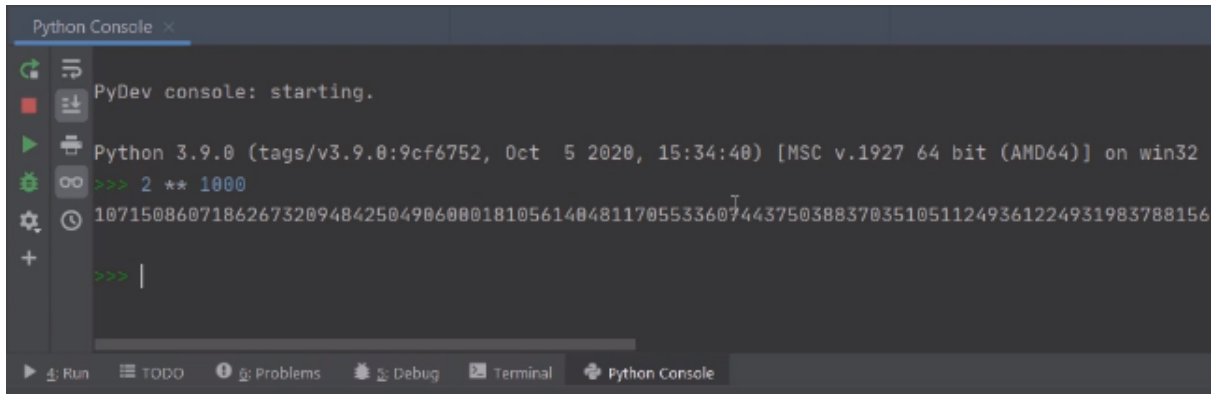 Python Console
PyDev console: starting.
Python 3.9.0 (tags/v3.9.0:9cf6752, Oct  5 2020, 15:34:40) [MSC v.1927 64 bit (AMD64)] on win32
>>> 2 ** 1000
10715086071862673209484250490600018105614048117055336074437503883703510511249361224931983788156
>>>
4: Run TODO 6: Problems 5: Debug Terminal Python Console